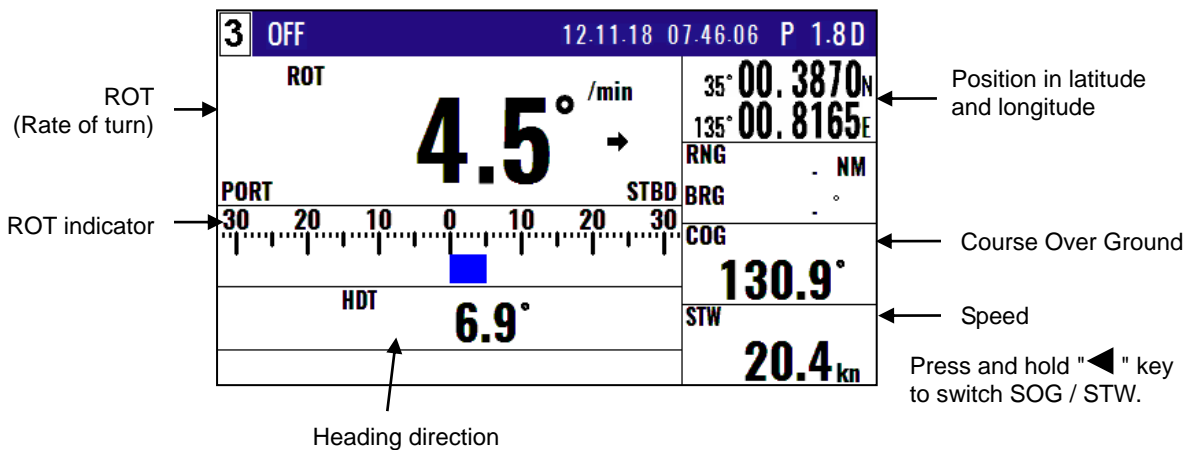 3 OFF 12.11.18 07.46.06 P 1.8D
ROT
4.5° /min
➡
PORT STBD
30 20 10 0 10 20 30
HDT 6.9°
35° 00.3870N
135° 00.8165E
RNG - NM
BRG - °
COG
130.9°
STW
20.4kn
ROT
(Rate of turn)
ROT indicator
Heading direction
Position in latitude
and longitude
Course Over Ground
Speed
Press and hold "◀ " key
to switch SOG / STW.